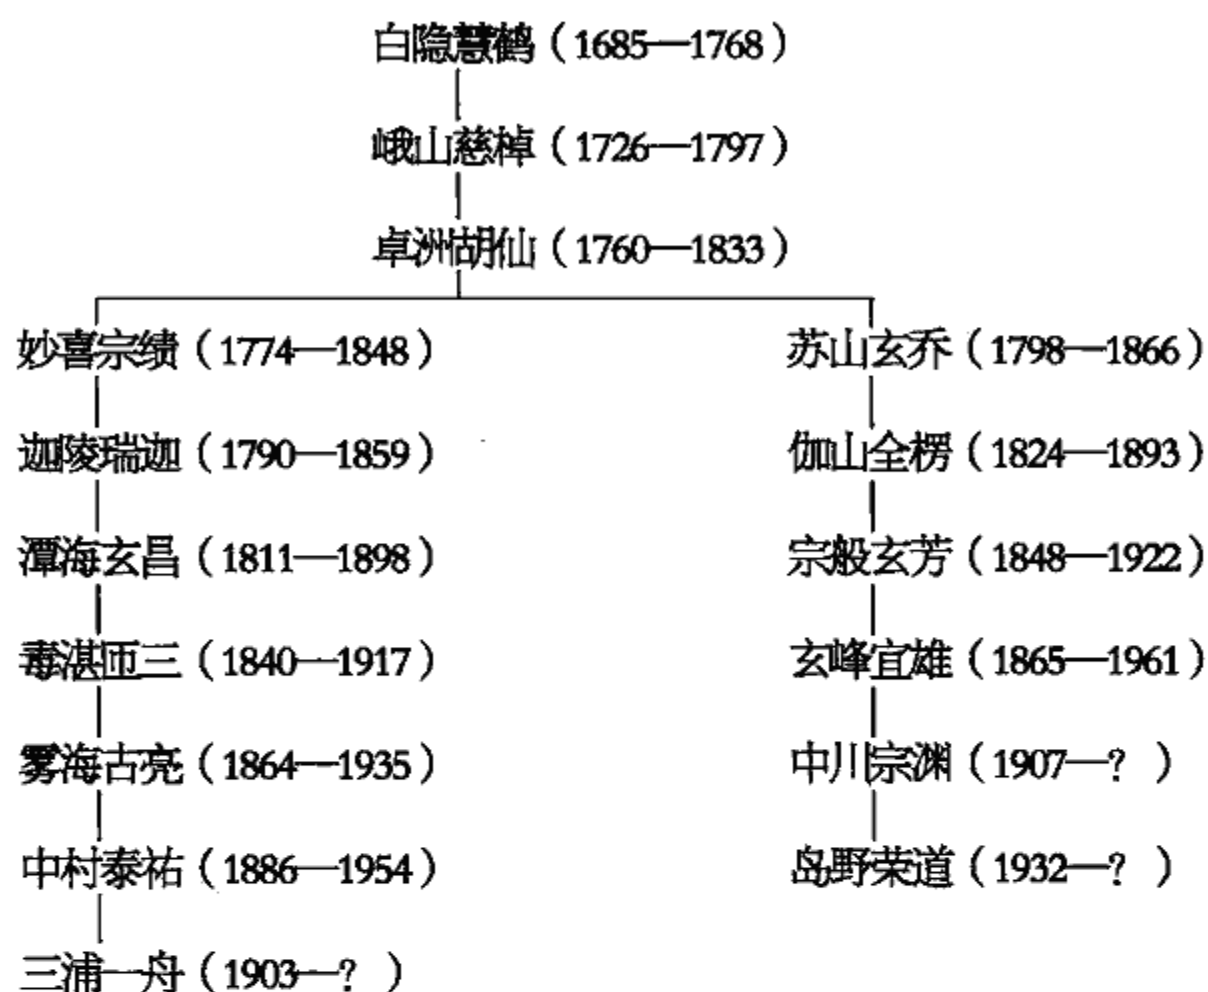 白隐慧鹤（1685—1768）
峨山慈棹（1726—1797）
卓洲胡仙（1760—1833）
妙喜宗绩（1774—1848）
苏山玄乔（1798—1866）
迦陵瑞迦（1790—1859）
伽山全楞（1824—1893）
潭海玄昌（1811—1898）
宗般玄芳（1848—1922）
毒湛匝三（1840—1917）
玄峰宜雄（1865—1961）
雾海古亮（1864—1935）
中川宗渊（1907—？）
中村泰祐（1886—1954）
岛野荣道（1932—？）
三浦一舟（1903—？）